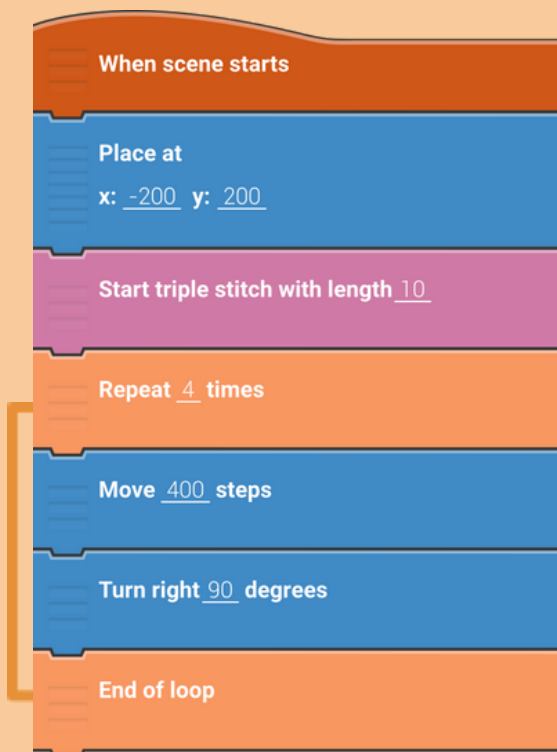 When scene starts
Place at
x: -200 y: 200
Start triple stitch with length 10
Repeat 4 times
Move 400 steps
Turn right 90 degrees
End of loop